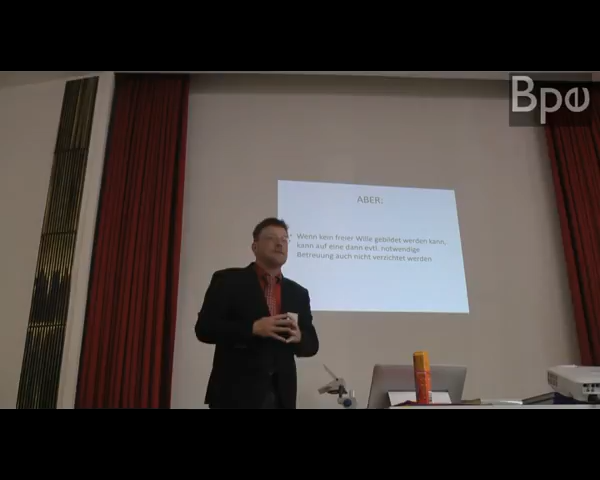 Bpe
ABER:
Wenn kein freier Wille gebildet werden kann,
kann auf eine dann evtl. notwendige
Betreuung auch nicht verzichtet werden